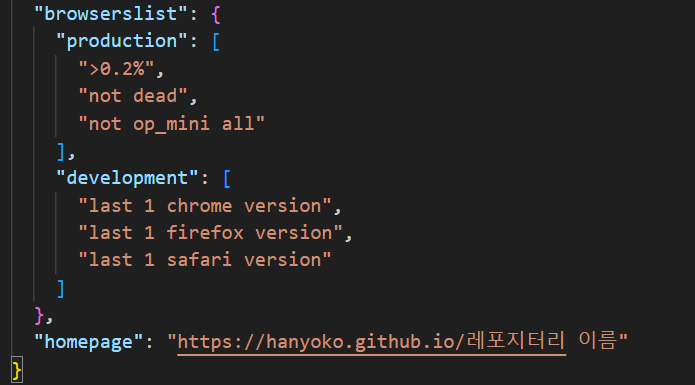 "browserslist": {
"production": [
">0.2%",
"not dead",
"not op_mini all"
],
"development": [
"last 1 chrome version",
"last 1 firefox version",
"last 1 safari version"
]
},
"homepage": "https://hanyoko.github.io/레포지터리 이름"
}